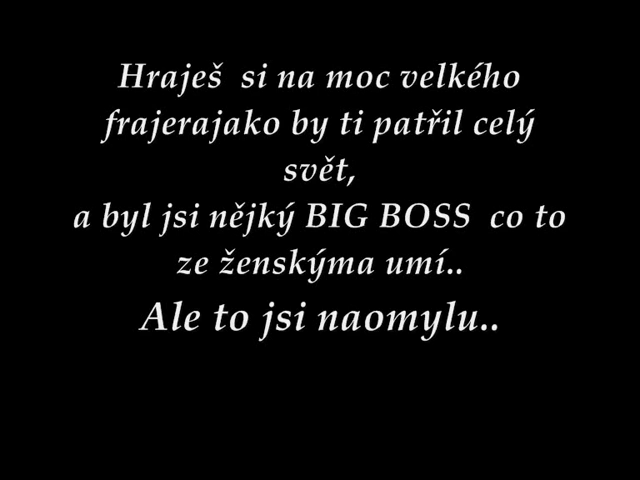 Hraješ si na moc velkého
frajerajako by ti patřil celý
svět,
a byl jsi nějký BIG BOSS co to
ze ženskýma umí..
Ale to jsi naomylu..